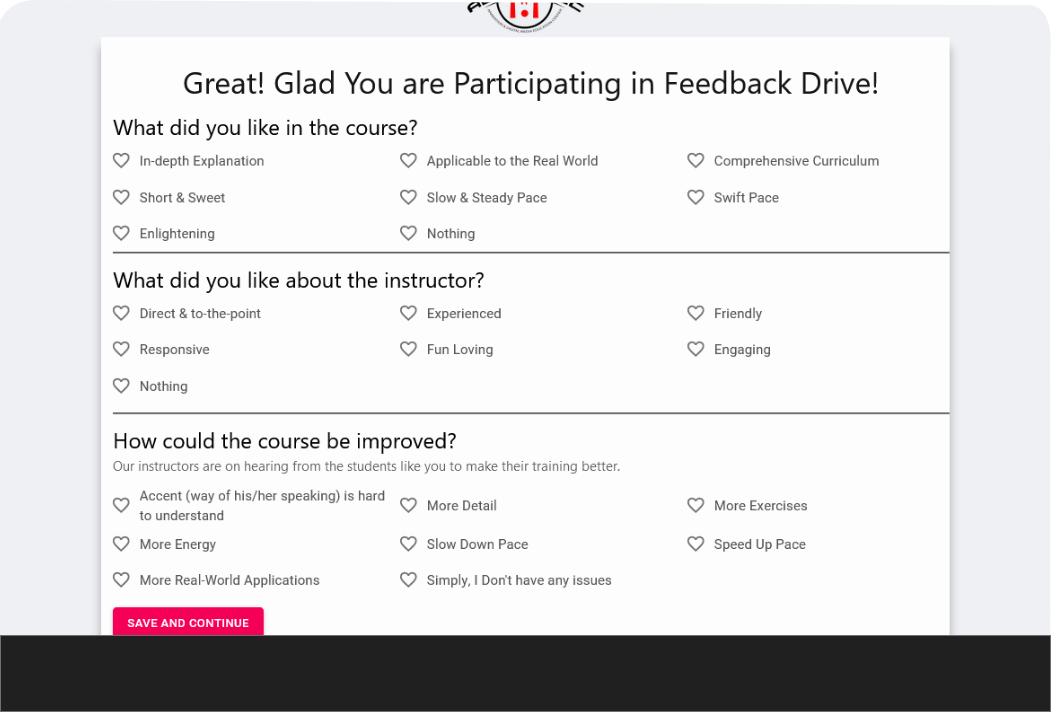 Great! Glad You are Participating in Feedback Drive!
What did you like in the course?
In-depth Explanation
Applicable to the Real World
Comprehensive Curriculum
Short & Sweet
Slow & Steady Pace
Swift Pace
Enlightening
Nothing
What did you like about the instructor?
Direct & to-the-point
Experienced
Friendly
Responsive
Fun Loving
Engaging
Nothing
How could the course be improved?
Our instructors are on hearing from the students like you to make their training better.
Accent (way of his/her speaking) is hard
to understand
More Detail
More Exercises
More Energy
Slow Down Pace
Speed Up Pace
More Real-World Applications
Simply, I Don't have any issues
SAVE AND CONTINUE